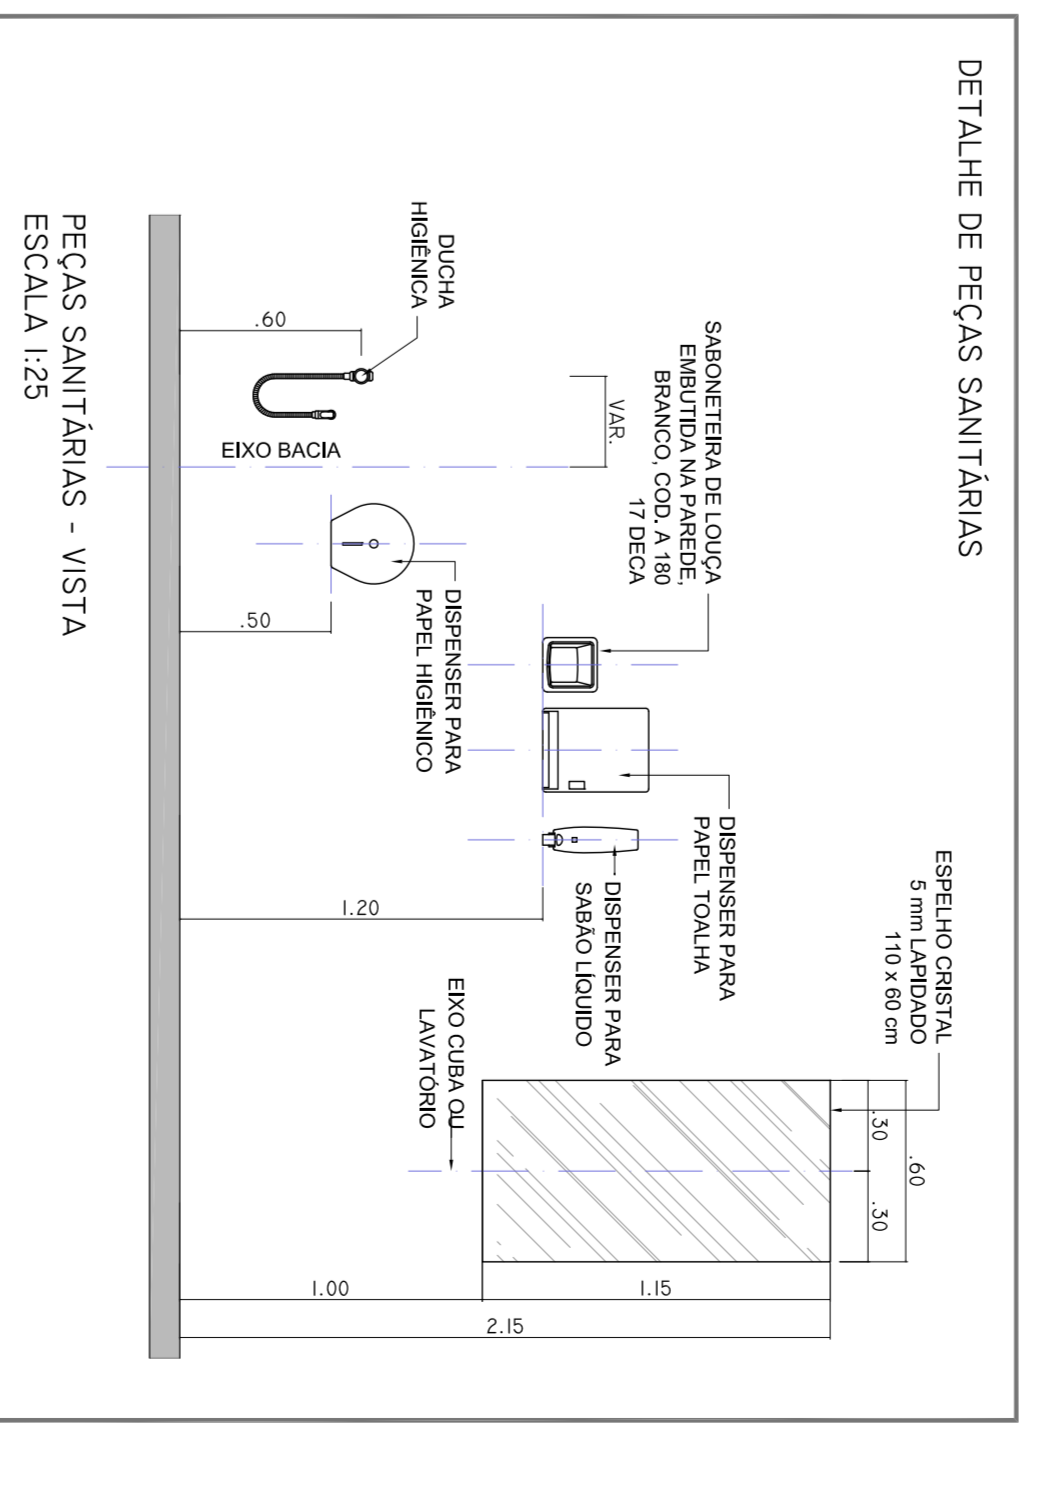 DETALHE DE PEÇAS SANITÁRIAS
ESPELHO CRISTAL
5 mm LAPIDADO
110 x 60 cm
.60
.30
.30
SABONETEIRA DE LOUÇA
EMBUTIDA NA PAREDE,
BRANCO, COD. A 180
17 DECA
DISPENSER PARA
PAPEL TOALHA
DISPENSER PARA
SABÃO LÍQUIDO
VAR.
DUCHA
HIGIÊNICA
DISPENSER PARA
PAPEL HIGIÊNICO
EIXO CUBA OU
LAVATÓRIO
EIXO BACIA
.60
.50
1.20
1.00
1.15
2.15
PEÇAS SANITÁRIAS - VISTA
ESCALA 1:25